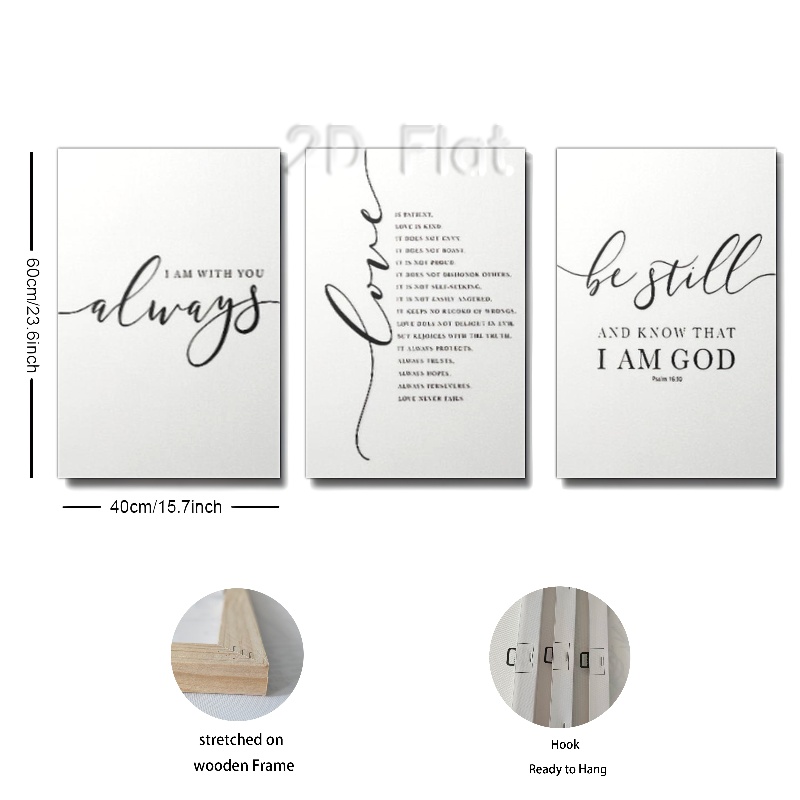 2D Flat
60cm/23.6inch
I AM WITH YOU
always
love
IS PATIENT,
LOVE IS KIND
IT DOES NOT ENVY
IT DOES NOT BOAST,
IT IS NOT PROUD.
IT DOES NOT DISHONOR OTHERS,
IT IS NOT SELF-SEEKING,
IT IS NOT EASILY ANGERED,
IT KEEPS NO RECORD OF WRONGS.
LOVE DOES NOT DELIGHT IN EVIL
BUT REJOICES WITH THE TRUTH.
IT ALWAYS PROTECTS,
ALWAYS TRUSTS,
ALWAYS HOPES,
ALWAYS PERSEVERES.
LOVE NEVER FAILS
be still
AND KNOW THAT
I AM GOD
Psalm 16:10
40cm/15.7inch
stretched on
wooden Frame
Hook
Ready to Hang